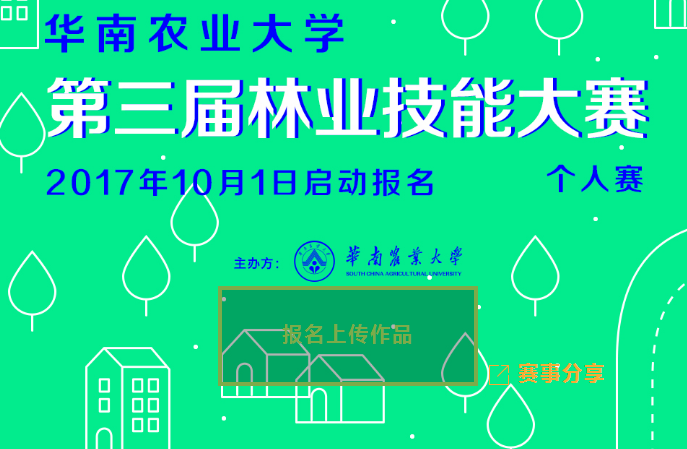 华南农业大学
第三届林业技能大赛
2017年10月1日启动报名
个人赛
主办方：
華南農業大學
SOUTH CHINA AGRICULTURAL UNIVERSITY
报名上传作品
赛事分享